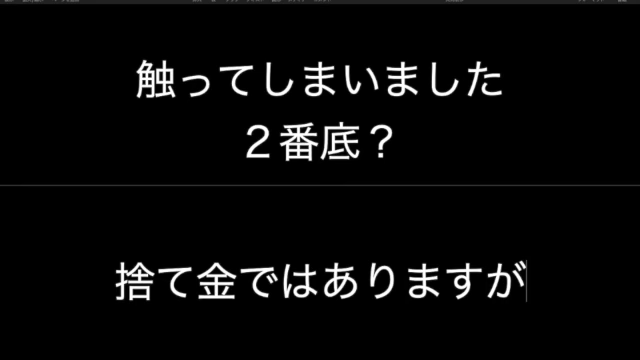 触ってしまいました
２番底？
捨て金ではありますが